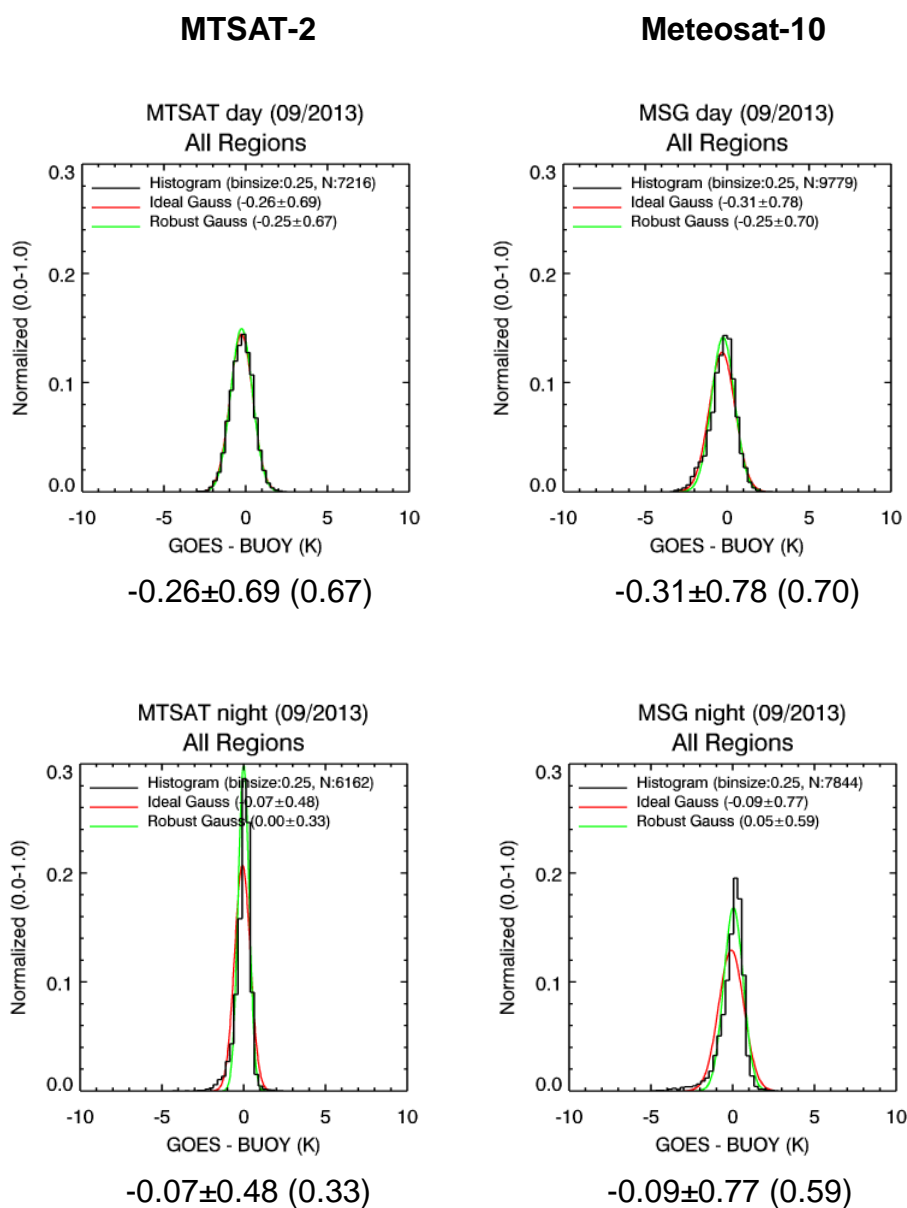 MTSAT-2
Meteosat-10
MTSAT day (09/2013)
All Regions
0.3
0.2
0.1
0.0
Normalized (0.0-1.0)
Histogram (binsize:0.25, N:7216)
Ideal Gauss (-0.26±0.69)
Robust Gauss (-0.25±0.67)
-10 -5 0 5 10
GOES - BUOY (K)
-0.26±0.69 (0.67)
MSG day (09/2013)
All Regions
0.3
0.2
0.1
0.0
Normalized (0.0-1.0)
Histogram (binsize:0.25, N:9779)
Ideal Gauss (-0.31±0.78)
Robust Gauss (-0.25±0.70)
-10 -5 0 5 10
GOES - BUOY (K)
-0.31±0.78 (0.70)
MTSAT night (09/2013)
All Regions
0.3
0.2
0.1
0.0
Normalized (0.0-1.0)
Histogram (binsize:0.25, N:6162)
Ideal Gauss (-0.07±0.48)
Robust Gauss (0.00±0.33)
-10 -5 0 5 10
GOES - BUOY (K)
-0.07±0.48 (0.33)
MSG night (09/2013)
All Regions
0.3
0.2
0.1
0.0
Normalized (0.0-1.0)
Histogram (binsize:0.25, N:7844)
Ideal Gauss (-0.09±0.77)
Robust Gauss (0.05±0.59)
-10 -5 0 5 10
GOES - BUOY (K)
-0.09±0.77 (0.59)